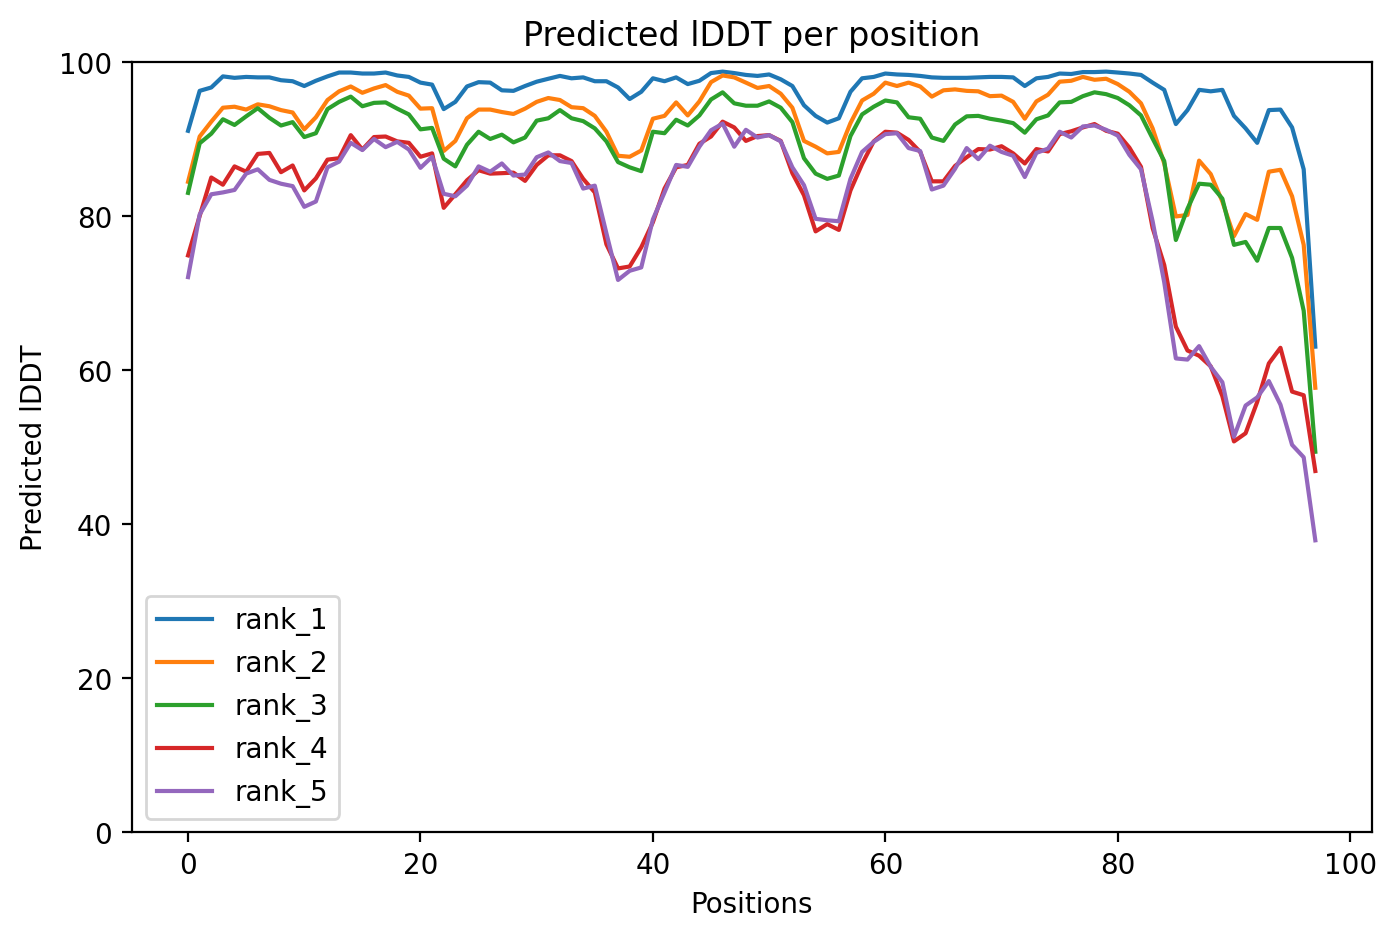 Predicted lDDT per position
Predicted lDDT
100
80
60
40
20
0
rank_1
rank_2
rank_3
rank_4
rank_5
0 20 40 60 80 100
Positions